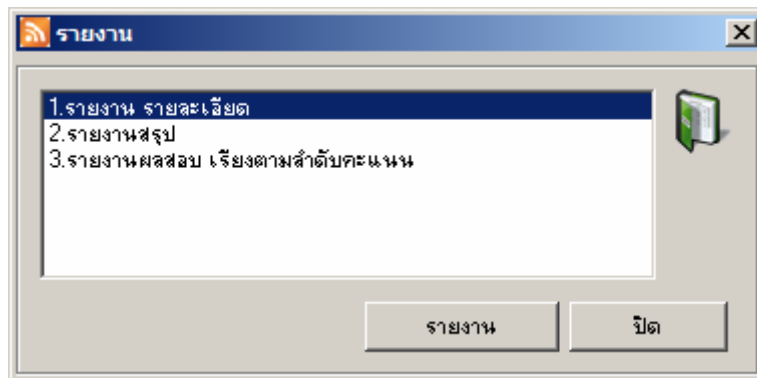 รายงาน
1.รายงาน รายละเอียด
2.รายงานสรุป
3.รายงานผลสอบ เรียงตามลำดับคะแนน
รายงาน ปิด